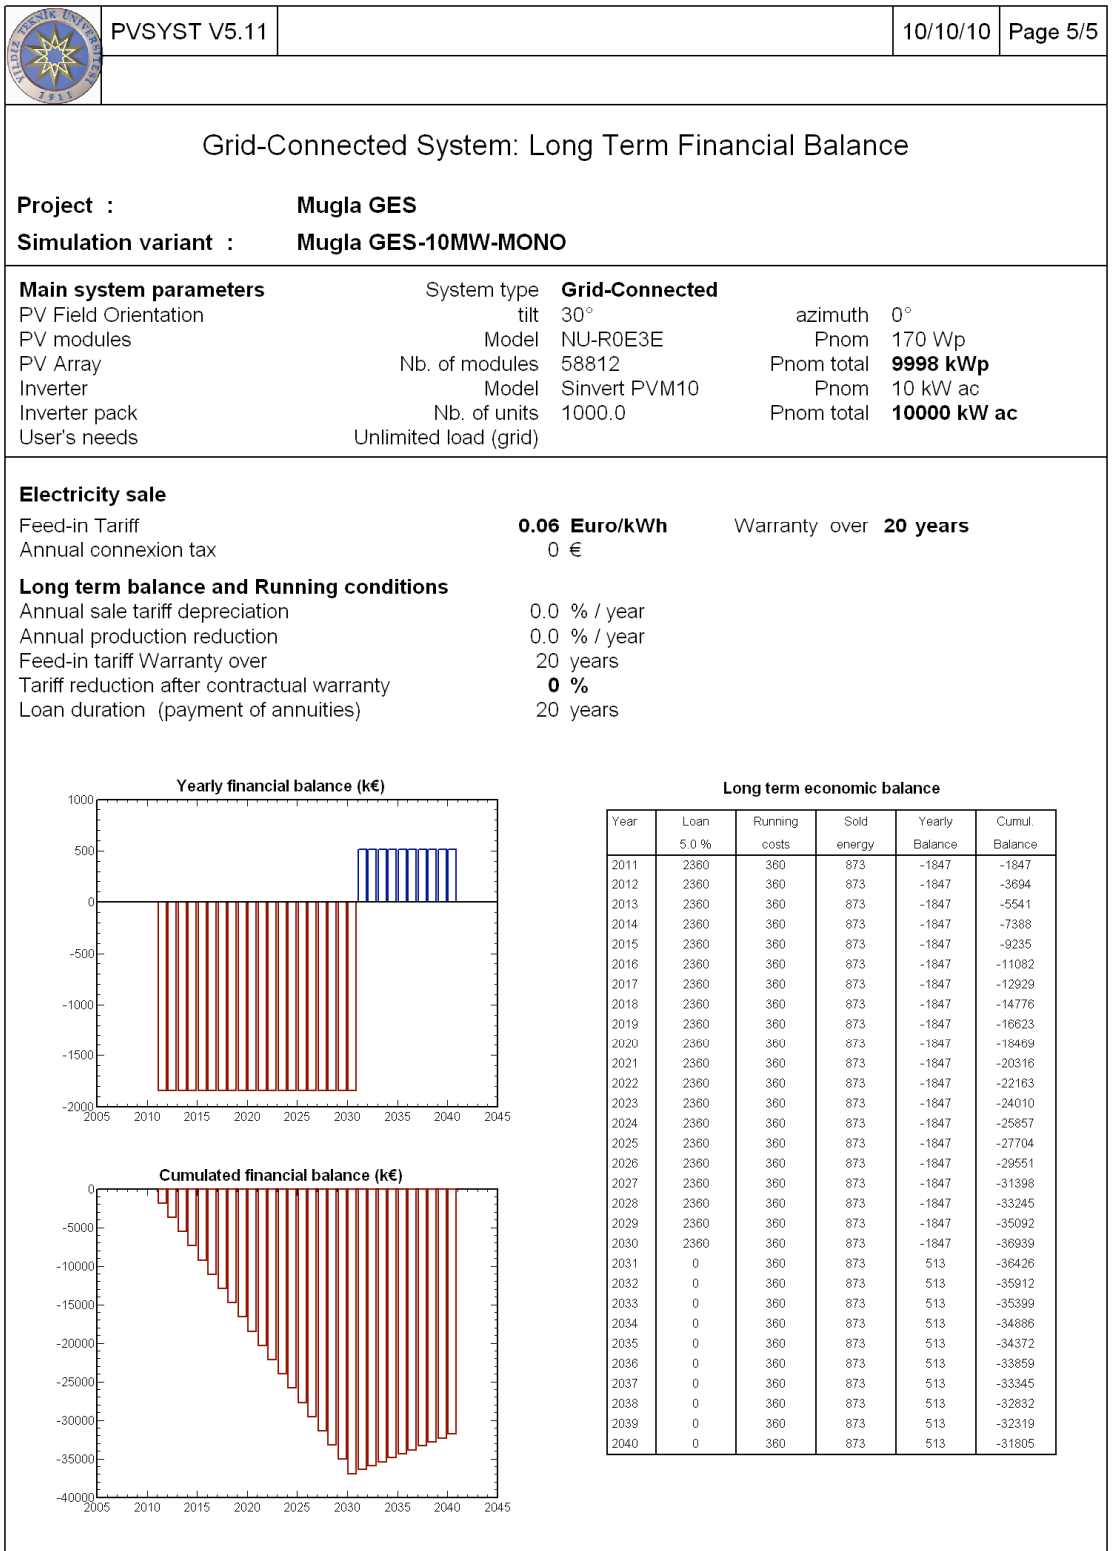 YILDIZ TEKNİK ÜNİVERSİTESİ
1911
PVSYST V5.11 10/10/10 Page 5/5
Grid-Connected System: Long Term Financial Balance
Project : Mugla GES
Simulation variant : Mugla GES-10MW-MONO
Main system parameters System type Grid-Connected
PV Field Orientation tilt 30° azimuth 0°
PV modules Model NU-R0E3E Pnom 170 Wp
PV Array Nb. of modules 58812 Pnom total 9998 kWp
Inverter Model Sinvert PVM10 Pnom 10 kW ac
Inverter pack Nb. of units 1000.0 Pnom total 10000 kW ac
User's needs Unlimited load (grid)
Electricity sale
Feed-in Tariff 0.06 Euro/kWh Warranty over 20 years
Annual connexion tax 0 €
Long term balance and Running conditions
Annual sale tariff depreciation 0.0 % / year
Annual production reduction 0.0 % / year
Feed-in tariff Warranty over 20 years
Tariff reduction after contractual warranty 0 %
Loan duration (payment of annuities) 20 years
Yearly financial balance (k€)
1000
500
0
-500
-1000
-1500
-2000
2005 2010 2015 2020 2025 2030 2035 2040 2045
Cumulated financial balance (k€)
0
-5000
-10000
-15000
-20000
-25000
-30000
-35000
-40000
2005 2010 2015 2020 2025 2030 2035 2040 2045
Long term economic balance
Year Loan Running Sold Yearly Cumul.
5.0 % costs energy Balance Balance
2011 2360 360 873 -1847 -1847
2012 2360 360 873 -1847 -3694
2013 2360 360 873 -1847 -5541
2014 2360 360 873 -1847 -7388
2015 2360 360 873 -1847 -9235
2016 2360 360 873 -1847 -11082
2017 2360 360 873 -1847 -12929
2018 2360 360 873 -1847 -14776
2019 2360 360 873 -1847 -16623
2020 2360 360 873 -1847 -18469
2021 2360 360 873 -1847 -20316
2022 2360 360 873 -1847 -22163
2023 2360 360 873 -1847 -24010
2024 2360 360 873 -1847 -25857
2025 2360 360 873 -1847 -27704
2026 2360 360 873 -1847 -29551
2027 2360 360 873 -1847 -31398
2028 2360 360 873 -1847 -33245
2029 2360 360 873 -1847 -35092
2030 2360 360 873 -1847 -36939
2031 0 360 873 513 -36426
2032 0 360 873 513 -35912
2033 0 360 873 513 -35399
2034 0 360 873 513 -34886
2035 0 360 873 513 -34372
2036 0 360 873 513 -33859
2037 0 360 873 513 -33345
2038 0 360 873 513 -32832
2039 0 360 873 513 -32319
2040 0 360 873 513 -31805